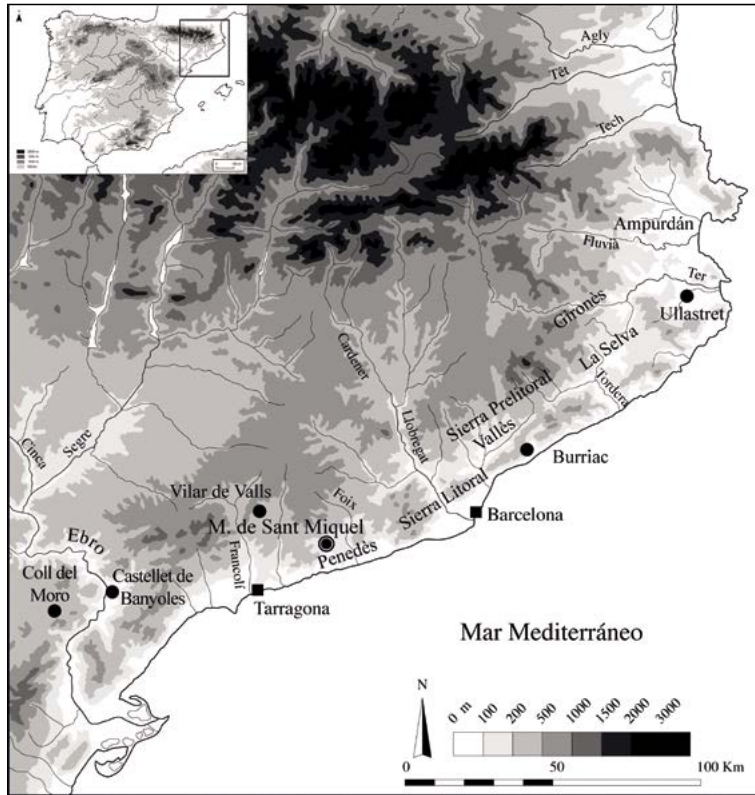 Agly
Têt
Tech
Ampurdán
Fluvià
Ter
Ullastret
Gironès
La Selva
Tordera
Cardener
Llobregat
Sierra Prelitoral
Vallès
Burriac
Sierra Litoral
Barcelona
Cinca
Segre
Vilar de Valls
Foix
M. de Sant Miquel
Penedès
Francolí
Ebro
Coll del
Moro
Castellet de
Banyoles
Tarragona
Mar Mediterráneo
N
0 m 100 200 500 1000 1500 2000 3000
0 50 100 Km